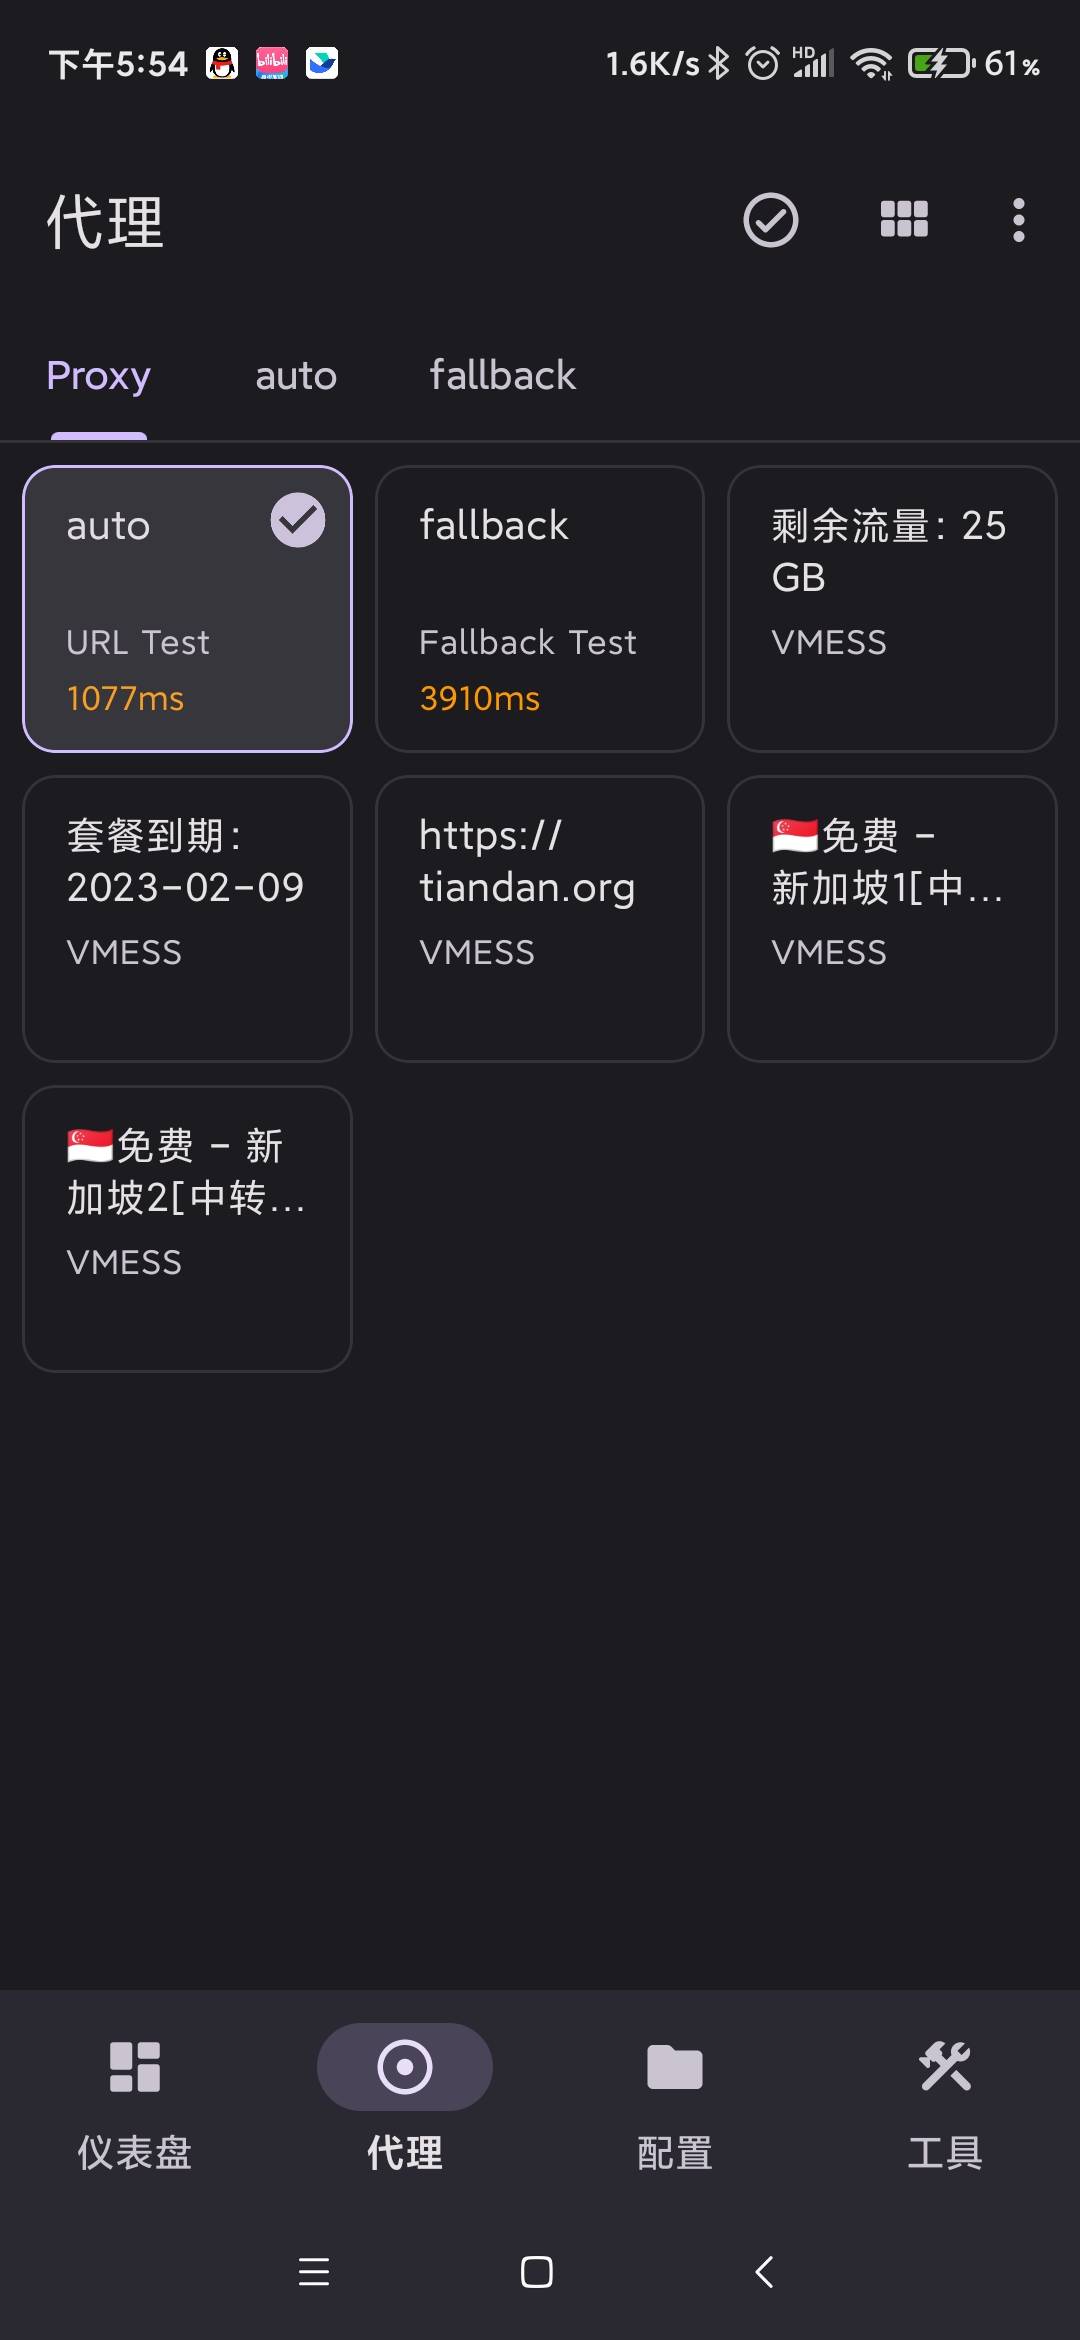 下午5:54
1.6K/s
HD
61%
代理
Proxy
auto
fallback
auto
URL Test
1077ms
fallback
Fallback Test
3910ms
剩余流量: 25
GB
VMESS
套餐到期:
2023-02-09
VMESS
https://
tiandan.org
VMESS
🇸🇬免费 -
新加坡1[中...
VMESS
🇸🇬免费 - 新
加坡2[中转...
VMESS
仪表盘
代理
配置
工具